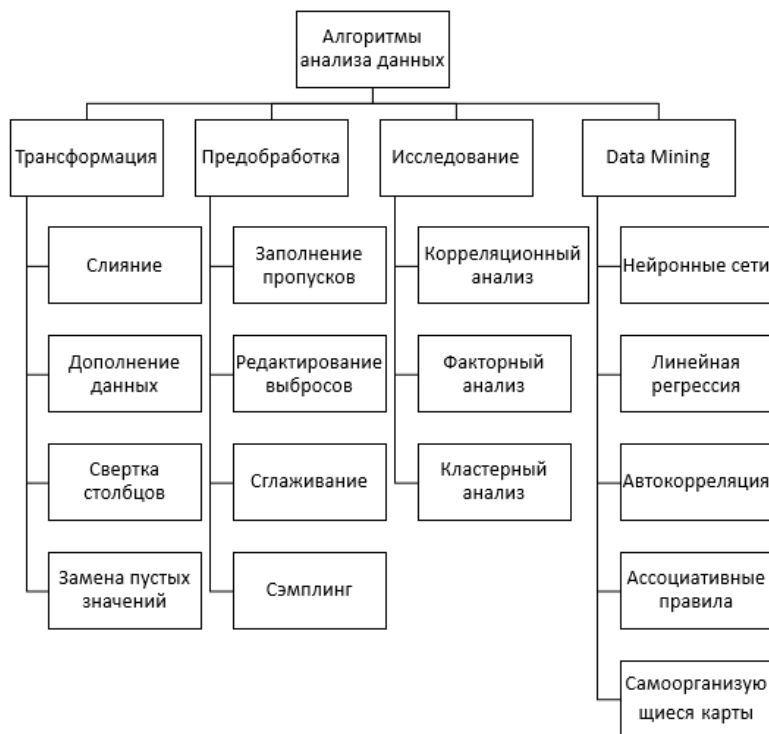 Алгоритмы
анализа данных
Трансформация
Предобработка
Исследование
Data Mining
Слияние
Дополнение
данных
Свертка
столбцов
Замена пустых
значений
Заполнение
пропусков
Редактирование
выбросов
Сглаживание
Сэмплинг
Корреляционный
анализ
Факторный
анализ
Кластерный
анализ
Нейронные сети
Линейная
регрессия
Автокорреляция
Ассоциативные
правила
Самоорганизую
щиеся карты